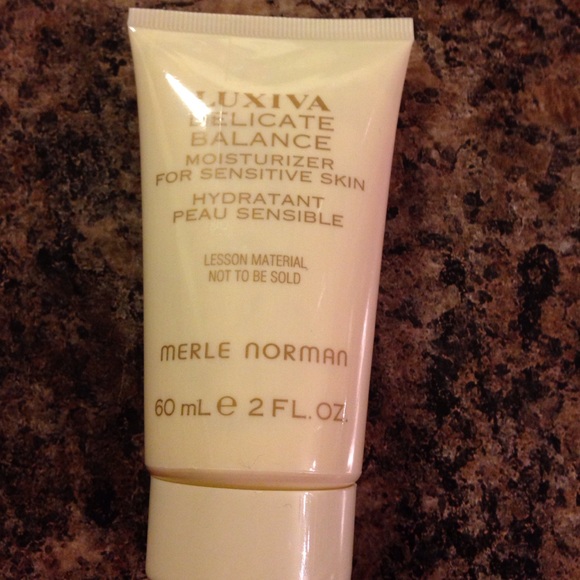 LUXIVA
DELICATE
BALANCE
MOISTURIZER
FOR SENSITIVE SKIN
HYDRATANT
PEAU SENSIBLE
LESSON MATERIAL
NOT TO BE SOLD
MERLE NORMAN
60 mL e 2 FL. OZ.